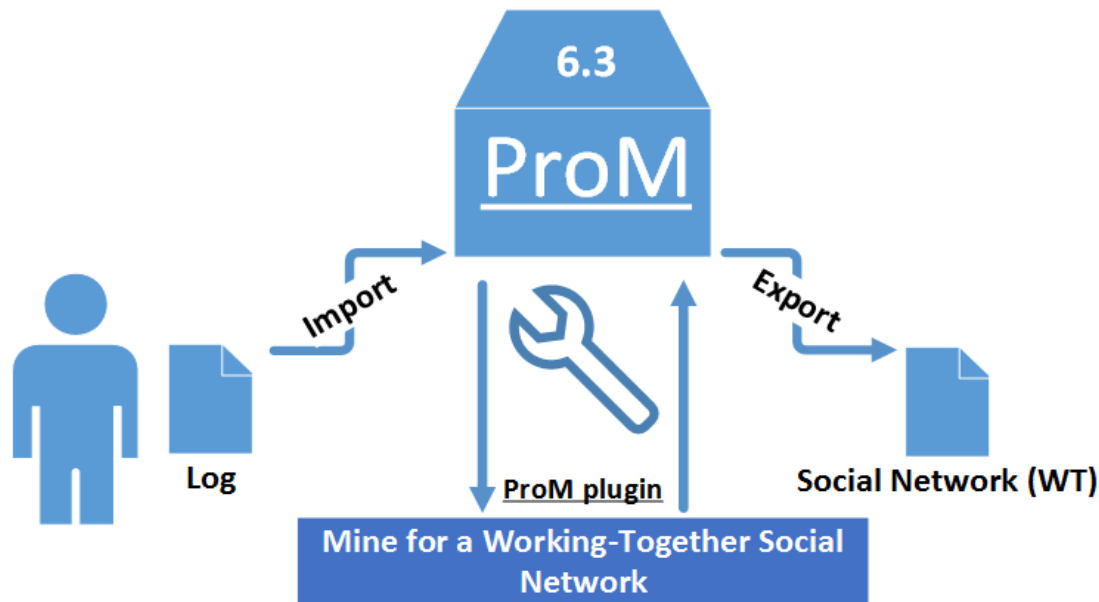 6.3
ProM
Import
Export
Log
ProM plugin
Social Network (WT)
Mine for a Working-Together Social
Network